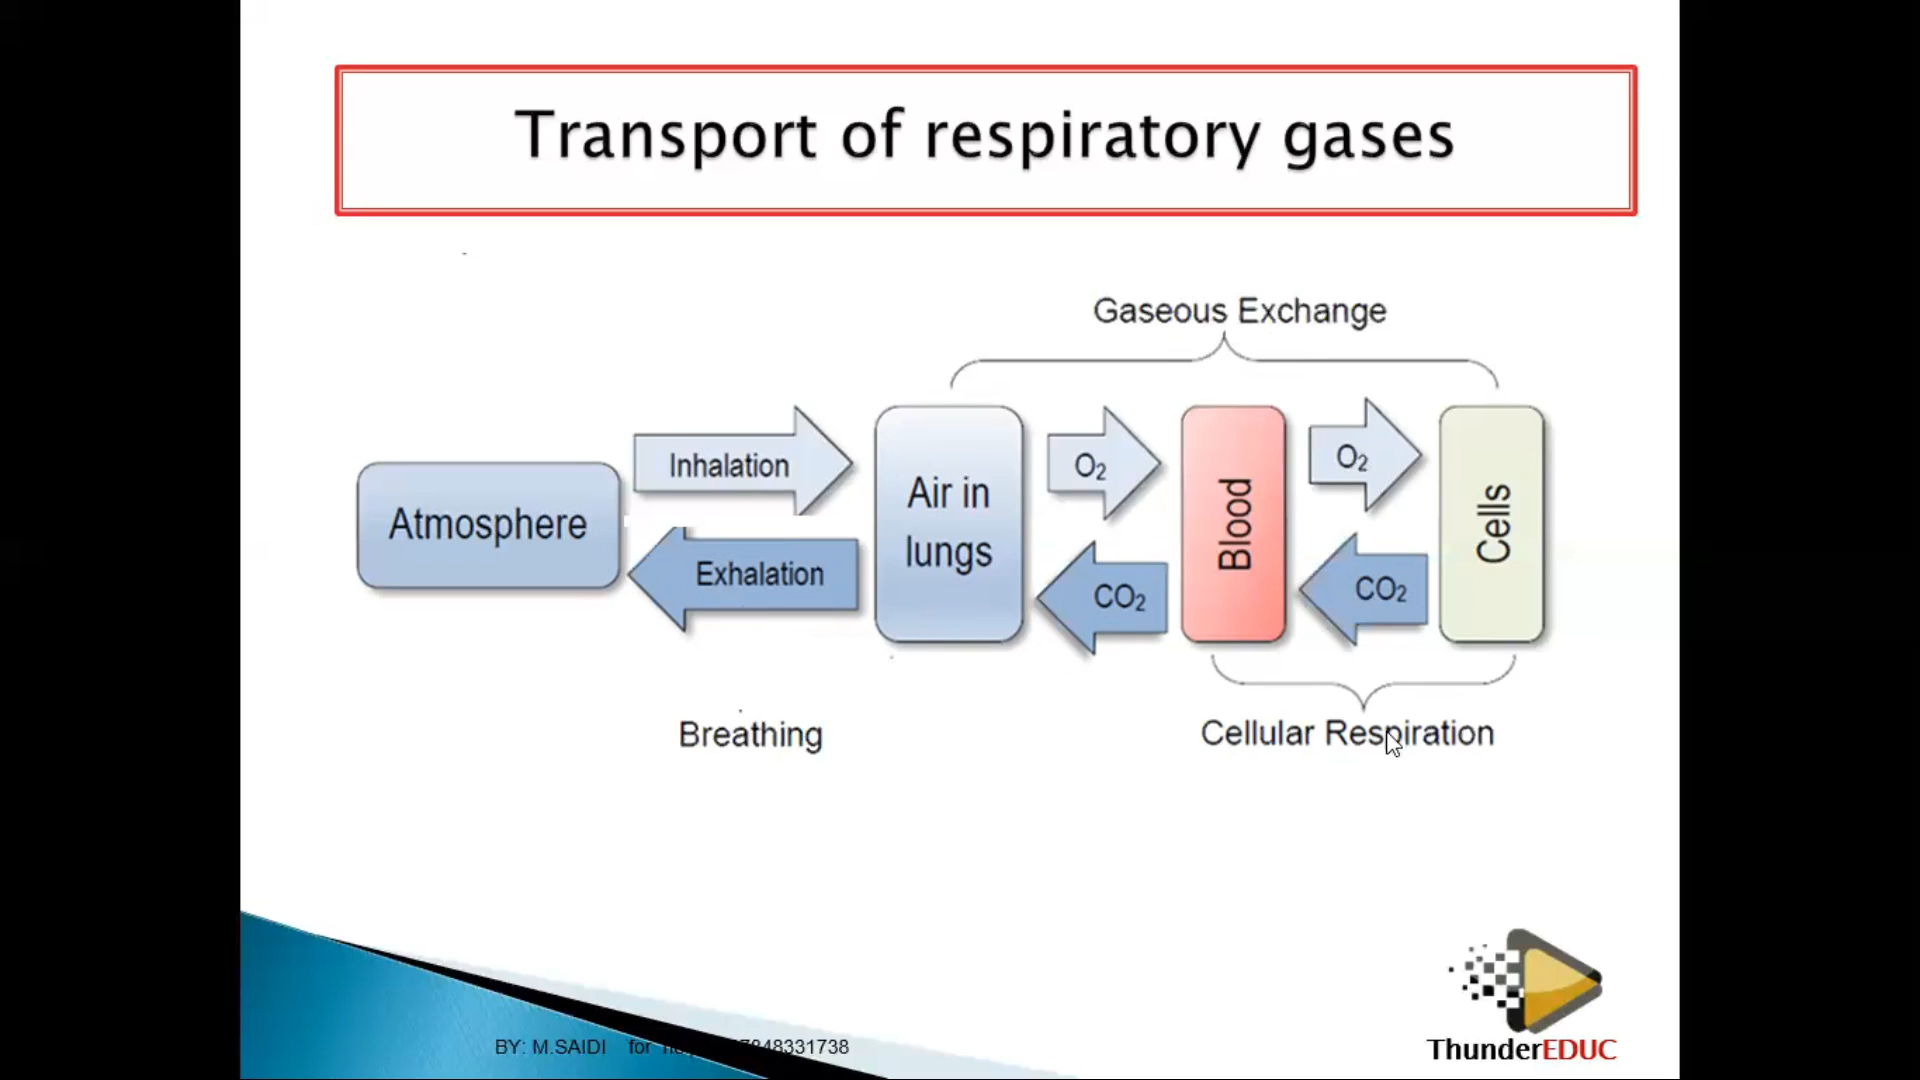 Transport of respiratory gases
Gaseous Exchange
Inhalation
O₂
O₂
Atmosphere
Air in
lungs
Blood
Cells
Exhalation
CO₂
CO₂
Breathing
Cellular Respiration
BY: M.SAIDI for
ThunderEDUC